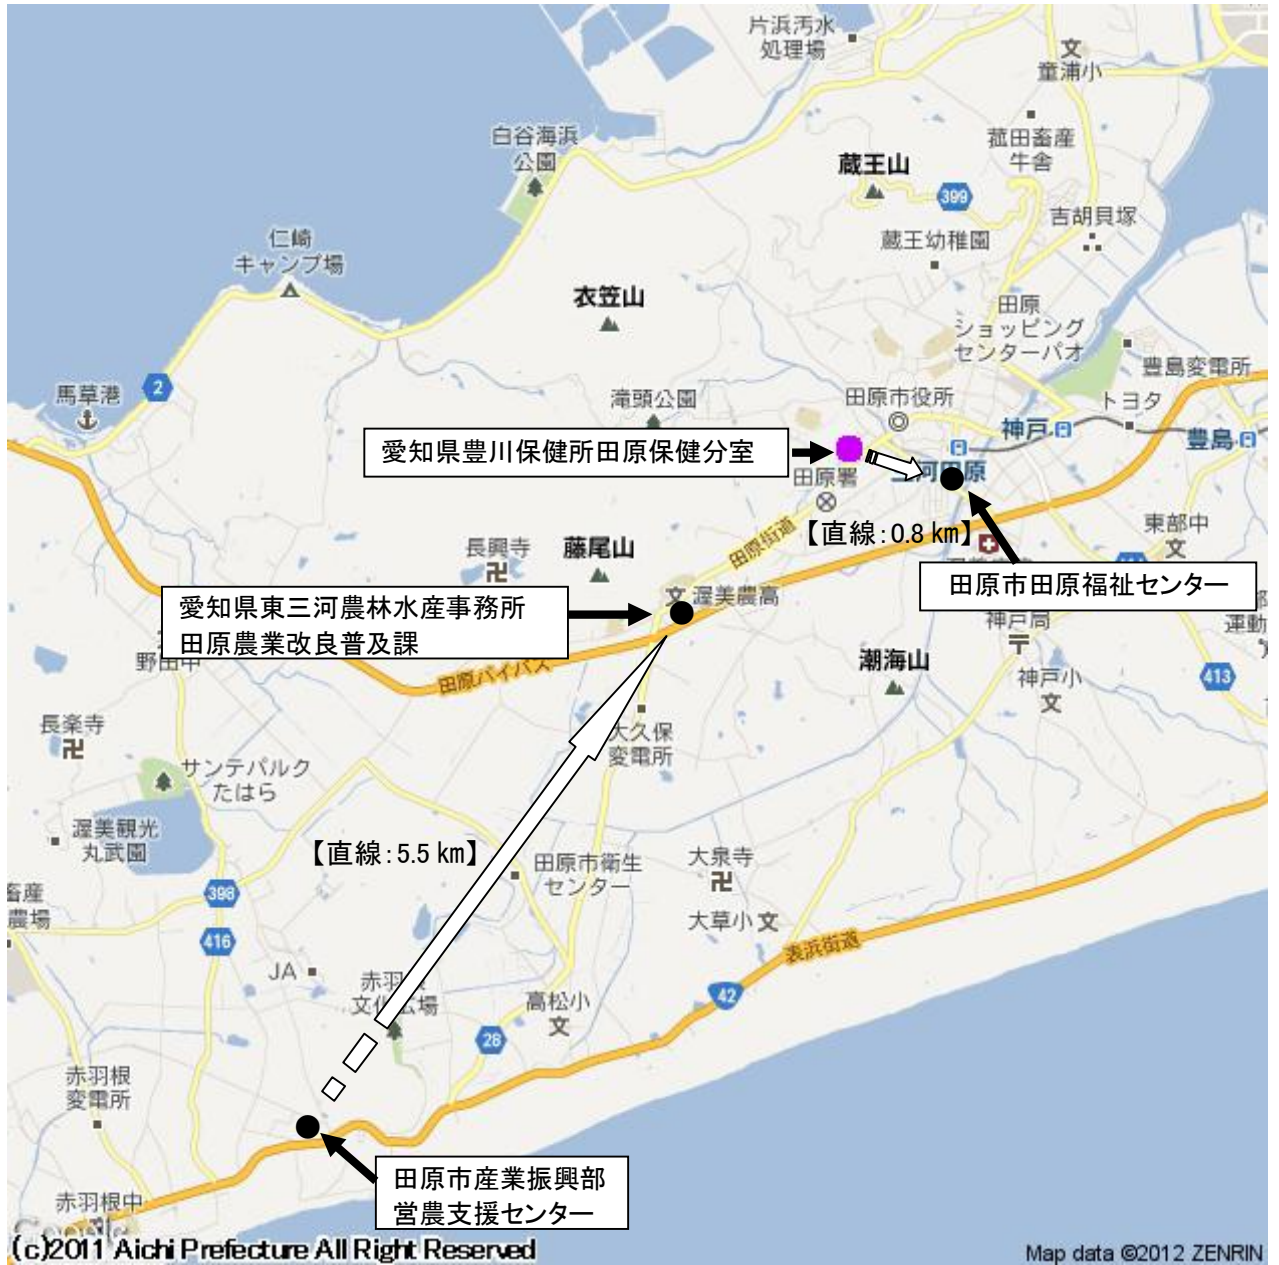 片浜汚水
処理場
文
童浦小
白谷海浜
公園
菰田畜産
牛舎
蔵王山
399
吉胡貝塚
仁崎
キャンプ場
蔵王幼稚園
衣笠山
田原
ショッピング
センターパオ
豊島変電所
2
馬草港
滝頭公園
田原市役所
トヨタ
神戸
豊島
愛知県豊川保健所田原保健分室
田原署
三河田原
田原街道
【直線:0.8㎞】
東部中
文
長興寺
卍
藤尾山
田原市田原福祉センター
文 渥美農高
愛知県東三河農林水産事務所
田原農業改良普及課
神戸局
〒
運動
野田中
潮海山
413
田原バイパス
神戸小
文
長楽寺
卍
大久保
変電所
サンテパルク
たはら
渥美観光
丸武園
【直線:5.5㎞】
田原市衛生
センター
大泉寺
卍
398
畜産
農場
大草小 文
416
表浜街道
JA
赤羽
文化広場
42
高松小
文
28
赤羽根
変電所
田原市産業振興部
営農支援センター
赤羽根中
Google
(c)2011 Aichi Prefecture All Right Reserved
Map data ©2012 ZENRIN